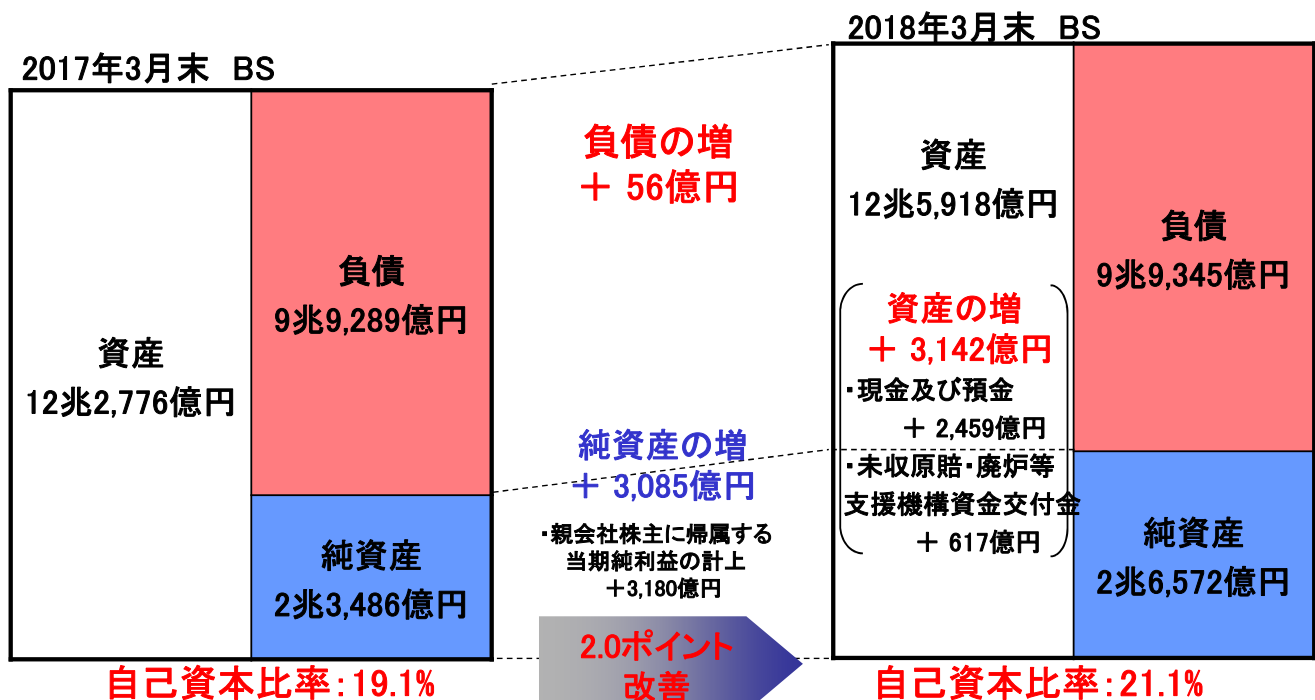 2017年3月末 BS
資産
12兆2,776億円
負債
9兆9,289億円
純資産
2兆3,486億円
自己資本比率:19.1%
負債の増
+ 56億円
純資産の増
+ 3,085億円
・親会社株主に帰属する
当期純利益の計上
+3,180億円
2.0ポイント
改善
2018年3月末 BS
資産
12兆5,918億円
資産の増
+ 3,142億円
・現金及び預金
+ 2,459億円
・未収原賠・廃炉等
支援機構資金交付金
+ 617億円
負債
9兆9,345億円
純資産
2兆6,572億円
自己資本比率:21.1%